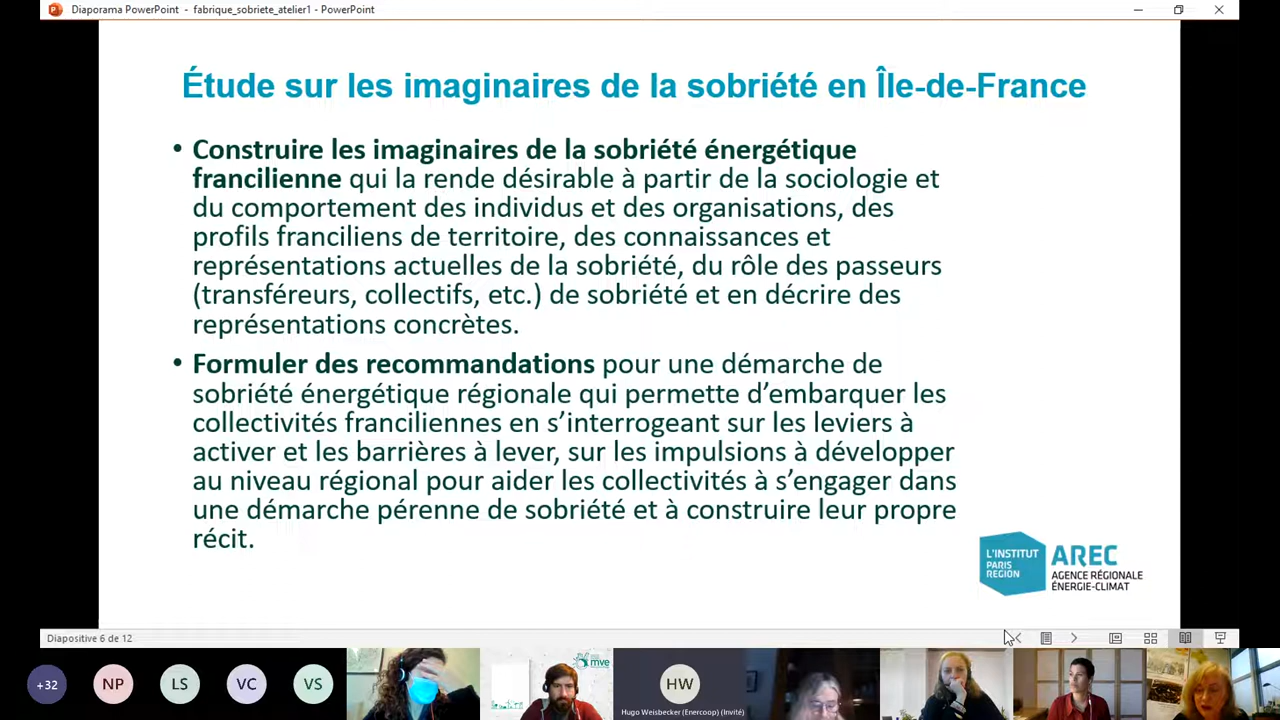 Diaporama PowerPoint - fabrique_sobriete_atelier1 - PowerPoint
Étude sur les imaginaires de la sobriété en Île-de-France
• Construire les imaginaires de la sobriété énergétique
francilienne qui la rende désirable à partir de la sociologie et
du comportement des individus et des organisations, des
profils franciliens de territoire, des connaissances et
représentations actuelles de la sobriété, du rôle des passeurs
(transféreurs, collectifs, etc.) de sobriété et en décrire des
représentations concrètes.
• Formuler des recommandations pour une démarche de
sobriété énergétique régionale qui permette d’embarquer les
collectivités franciliennes en s’interrogeant sur les leviers à
activer et les barrières à lever, sur les impulsions à développer
au niveau régional pour aider les collectivités à s’engager dans
une démarche pérenne de sobriété et à construire leur propre
récit.
L'INSTITUT
PARIS
REGION
AREC
AGENCE RÉGIONALE
ÉNERGIE-CLIMAT
Diapositive 6 de 12
+32
NP
LS
VC
VS
mve
HW
Hugo Weisbecker (Enercoop) (Invité)